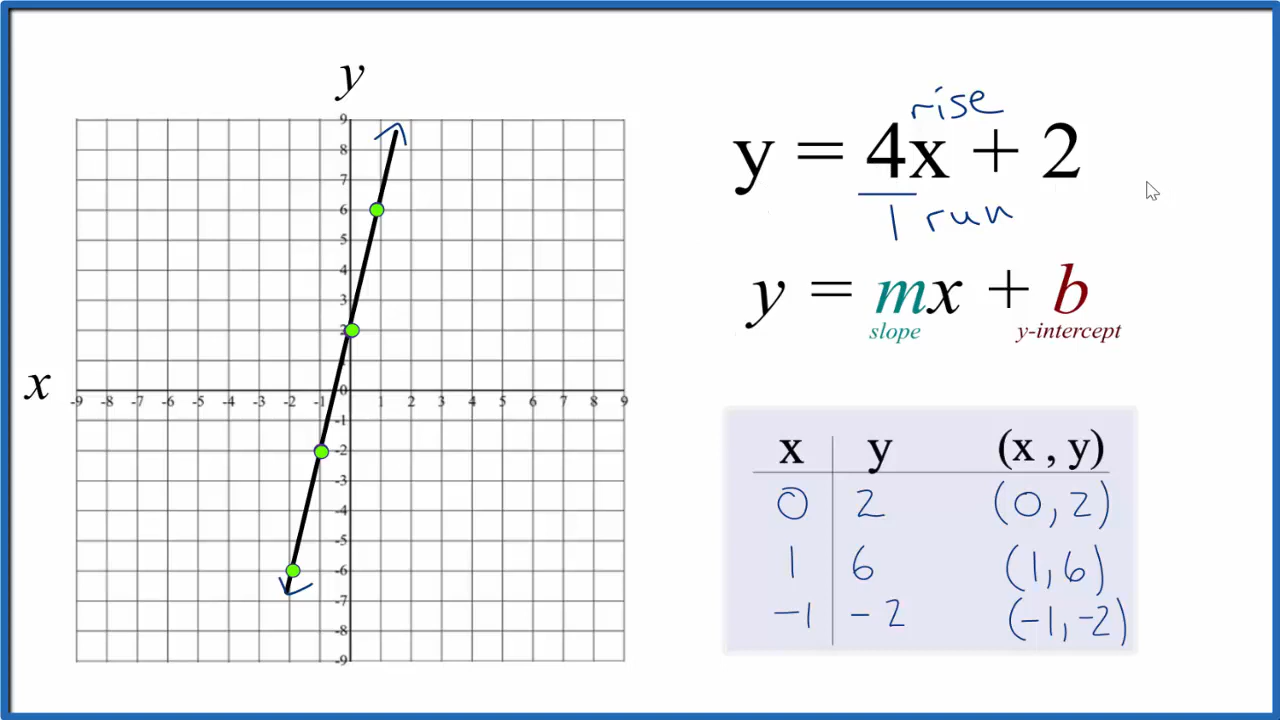 y
9
8
7
6
5
4
3
2
1
x
-9 -8 -7 -6 -5 -4 -3 -2 -1 0 1 2 3 4 5 6 7 8 9
-1
-2
-3
-4
-5
-6
-7
-8
-9
rise
y = 4x + 2
1 run
y = mx + b
slope y-intercept
x y (x , y)
0 2 (0, 2)
1 6 (1, 6)
-1 -2 (-1, -2)